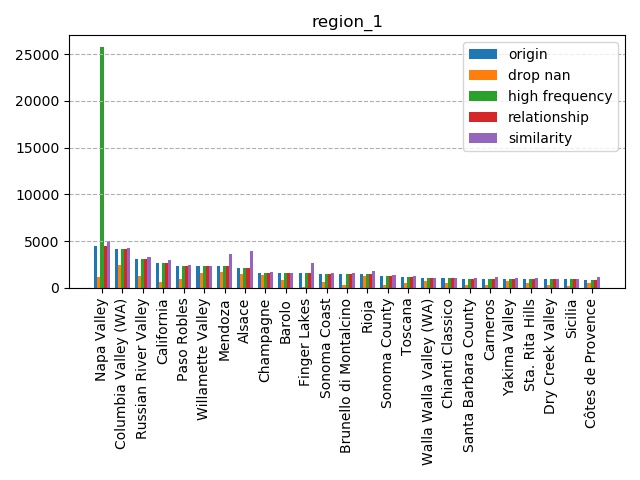 region_1
25000
20000
15000
10000
5000
0
origin
drop nan
high frequency
relationship
similarity
Napa Valley
Columbia Valley (WA)
Russian River Valley
California
Paso Robles
Willamette Valley
Mendoza
Alsace
Champagne
Barolo
Finger Lakes
Sonoma Coast
Brunello di Montalcino
Rioja
Sonoma County
Toscana
Walla Walla Valley (WA)
Chianti Classico
Santa Barbara County
Carneros
Yakima Valley
Sta. Rita Hills
Dry Creek Valley
Sicilia
Côtes de Provence